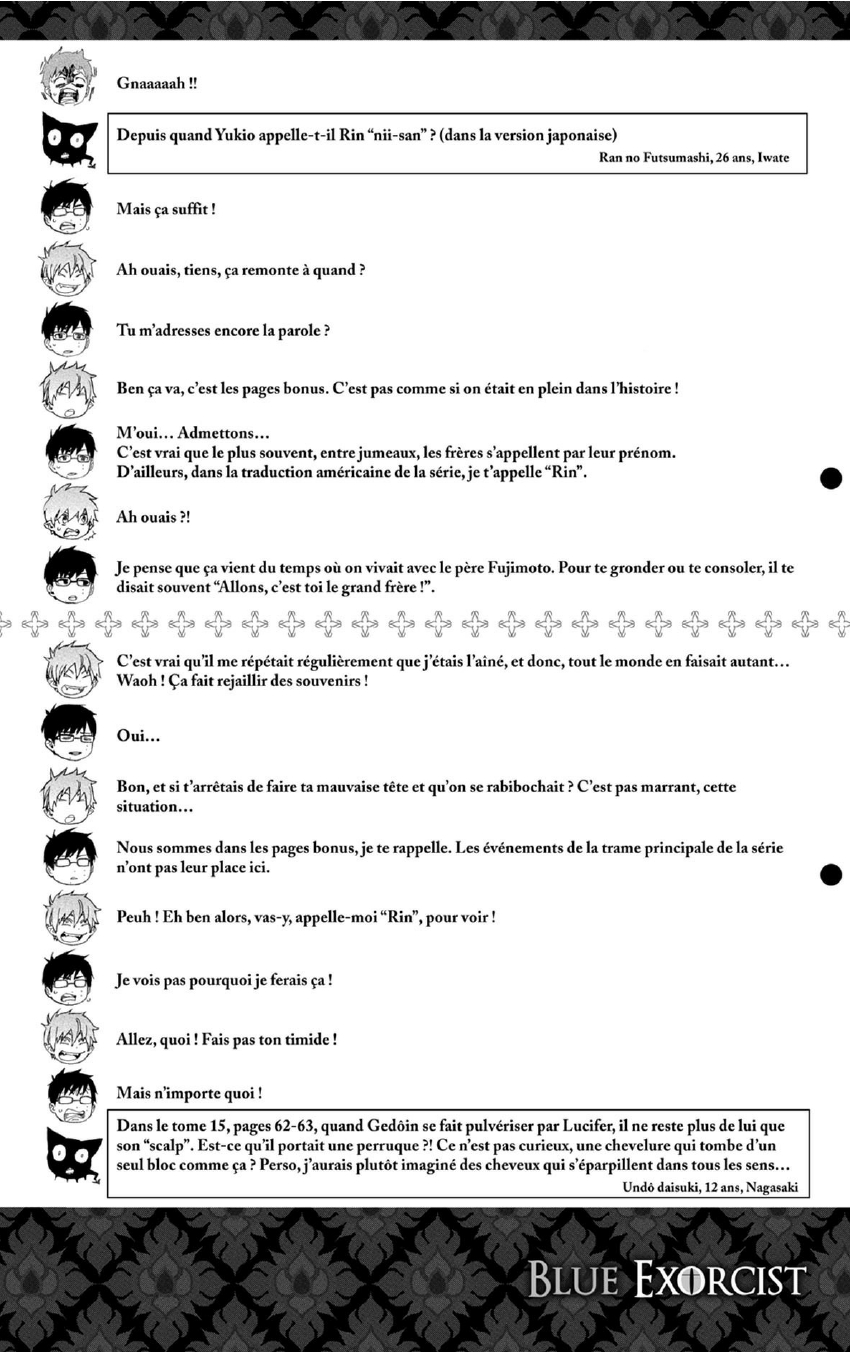 Gnaaaaah !!
Depuis quand Yukio appelle-t-il Rin “nii-san” ? (dans la version japonaise)
Ran no Futsumashi, 26 ans, Iwate
Mais ça suffit !
Ah ouais, tiens, ça remonte à quand ?
Tu m’adresses encore la parole ?
Ben ça va, c’est les pages bonus. C’est pas comme si on était en plein dans l’histoire !
M’oui… Admettons…
C’est vrai que le plus souvent, entre jumeaux, les frères s’appellent par leur prénom.
D’ailleurs, dans la traduction américaine de la série, je t’appelle “Rin”.
Ah ouais ?!
Je pense que ça vient du temps où on vivait avec le père Fujimoto. Pour te gronder ou te consoler, il te
disait souvent “Allons, c’est toi le grand frère !”.
C’est vrai qu’il me répétait régulièrement que j’étais l’aîné, et donc, tout le monde en faisait autant…
Waoh ! Ça fait rejaillir des souvenirs !
Oui…
Bon, et si t’arrêtais de faire ta mauvaise tête et qu’on se rabibochait ? C’est pas marrant, cette
situation…
Nous sommes dans les pages bonus, je te rappelle. Les événements de la trame principale de la série
n’ont pas leur place ici.
Peuh ! Eh ben alors, vas-y, appelle-moi “Rin”, pour voir !
Je vois pas pourquoi je ferais ça !
Allez, quoi ! Fais pas ton timide !
Mais n’importe quoi !
Dans le tome 15, pages 62-63, quand Gedôin se fait pulvériser par Lucifer, il ne reste plus de lui que
son “scalp”. Est-ce qu’il portait une perruque ?! Ce n’est pas curieux, une chevelure qui tombe d’un
seul bloc comme ça ? Perso, j’aurais plutôt imaginé des cheveux qui s’éparpillent dans tous les sens…
Undô daisuki, 12 ans, Nagasaki
BLUE EXORCIST